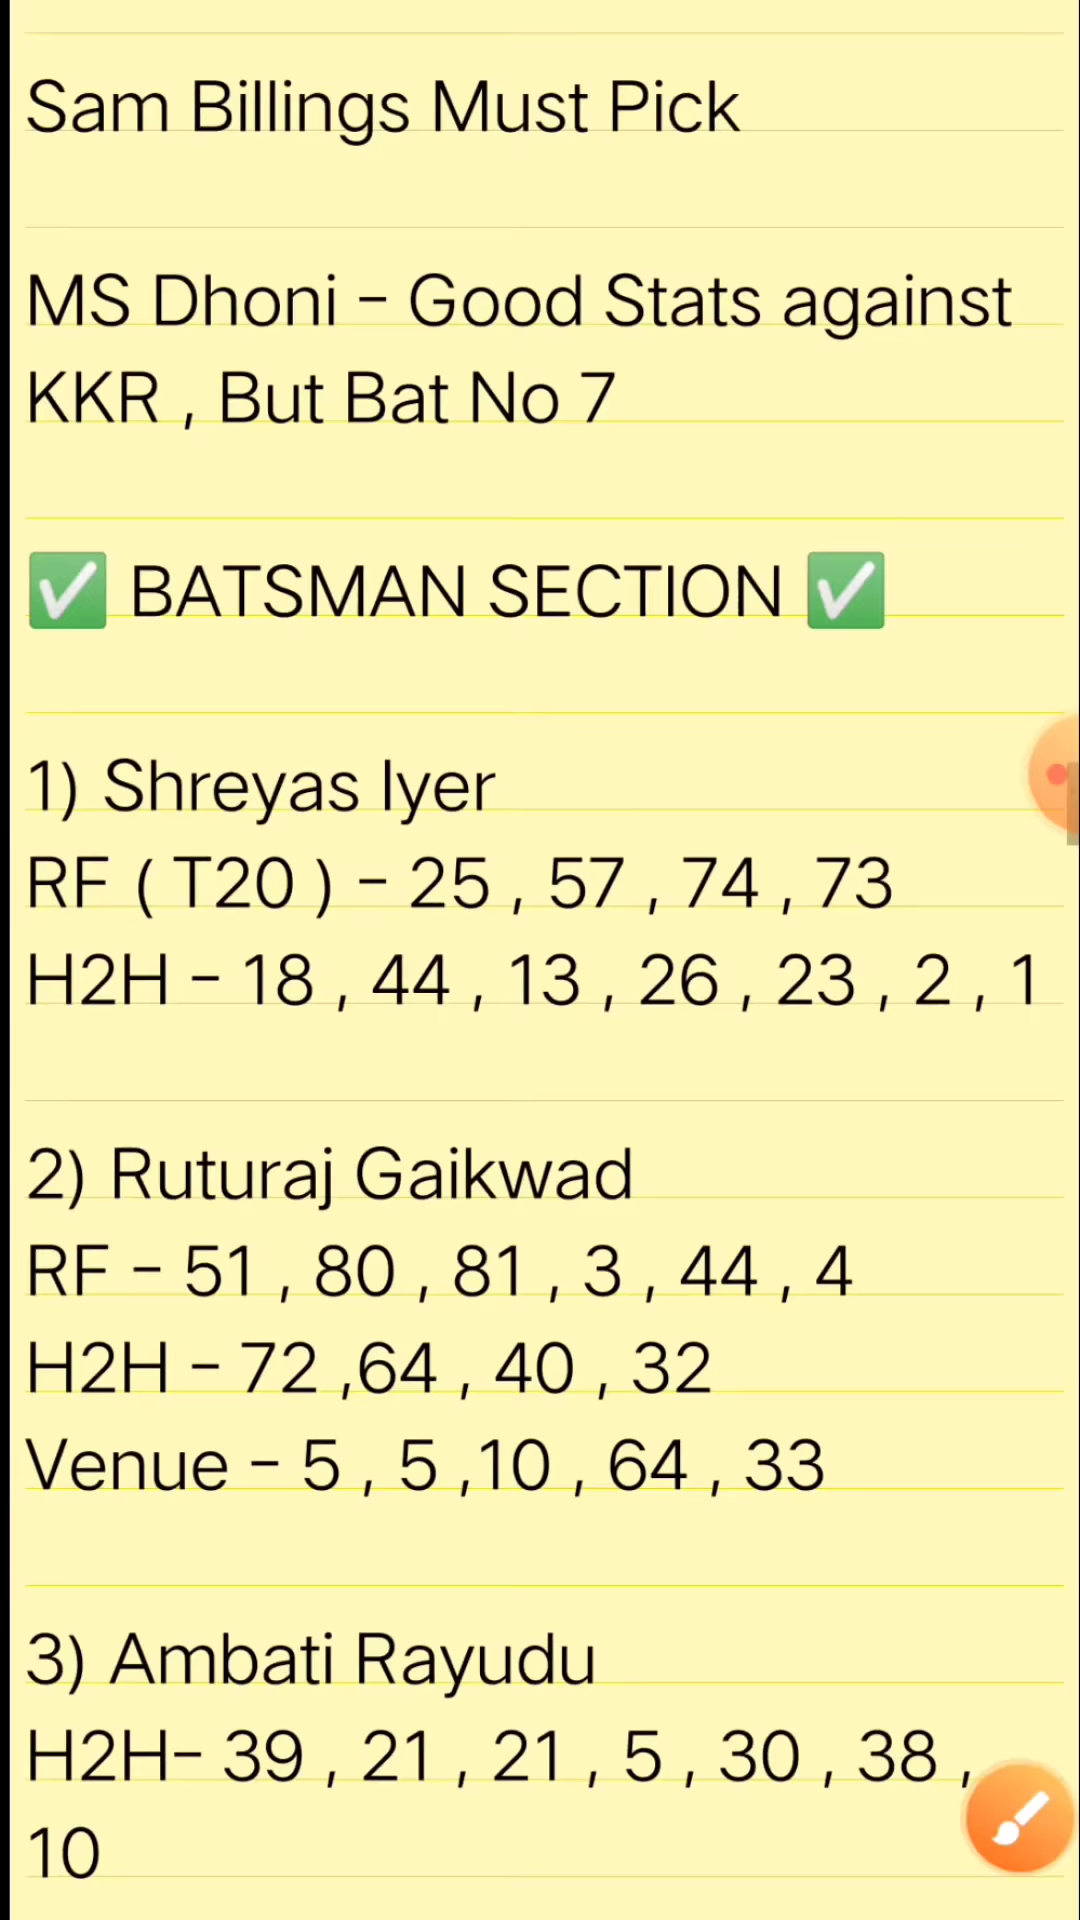 Sam Billings Must Pick
MS Dhoni - Good Stats against
KKR , But Bat No 7
✅ BATSMAN SECTION ✅
1) Shreyas Iyer
RF ( T20 ) - 25 , 57 , 74 , 73
H2H - 18 , 44 , 13 , 26 , 23 , 2 , 1
2) Ruturaj Gaikwad
RF - 51 , 80 , 81 , 3 , 44 , 4
H2H - 72 ,64 , 40 , 32
Venue - 5 , 5 ,10 , 64 , 33
3) Ambati Rayudu
H2H- 39 , 21 , 21 , 5 , 30 , 38 ,
10